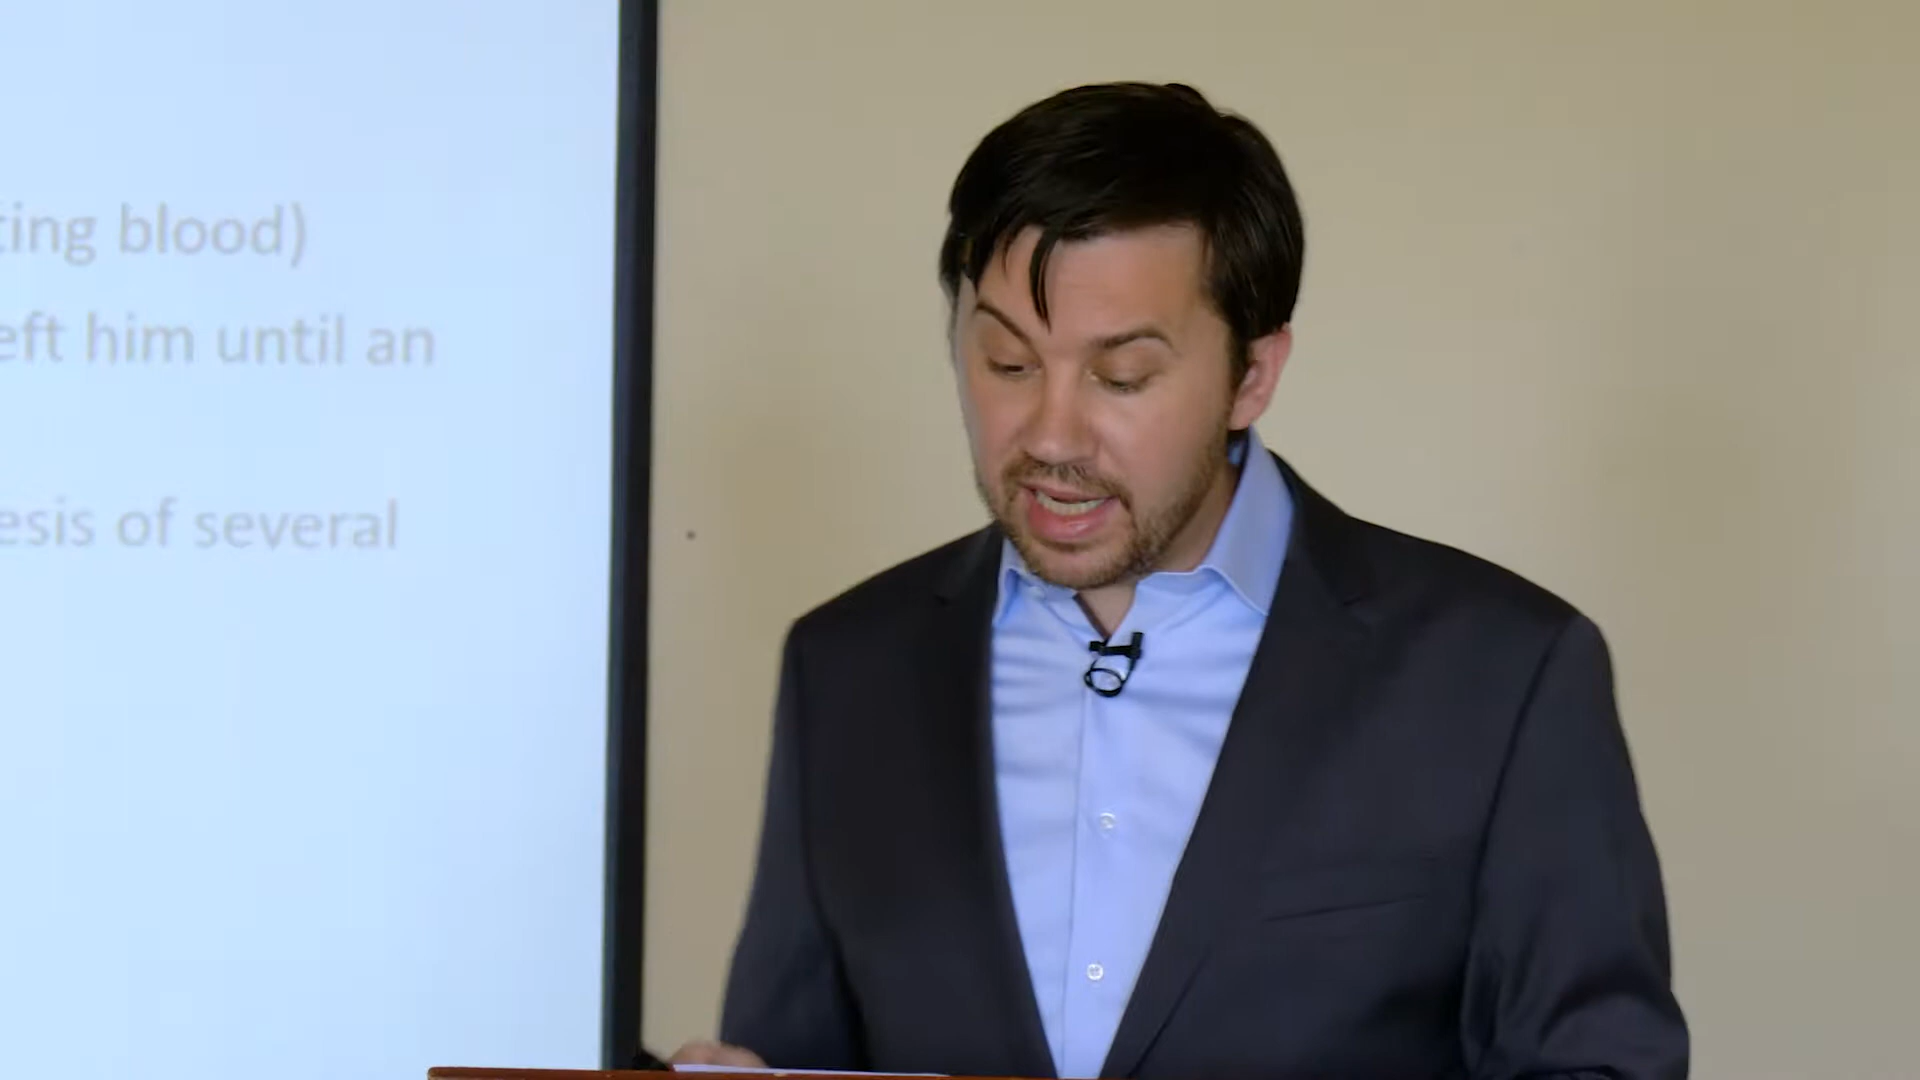 ting blood)
eft him until an
esis of several